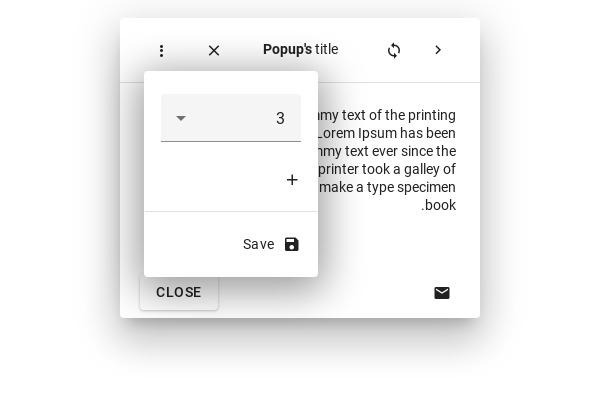 Popup's title
3
mmy text of the printing
Lorem Ipsum has been
mmy text ever since the
printer took a galley of
make a type specimen
.book
Save
CLOSE